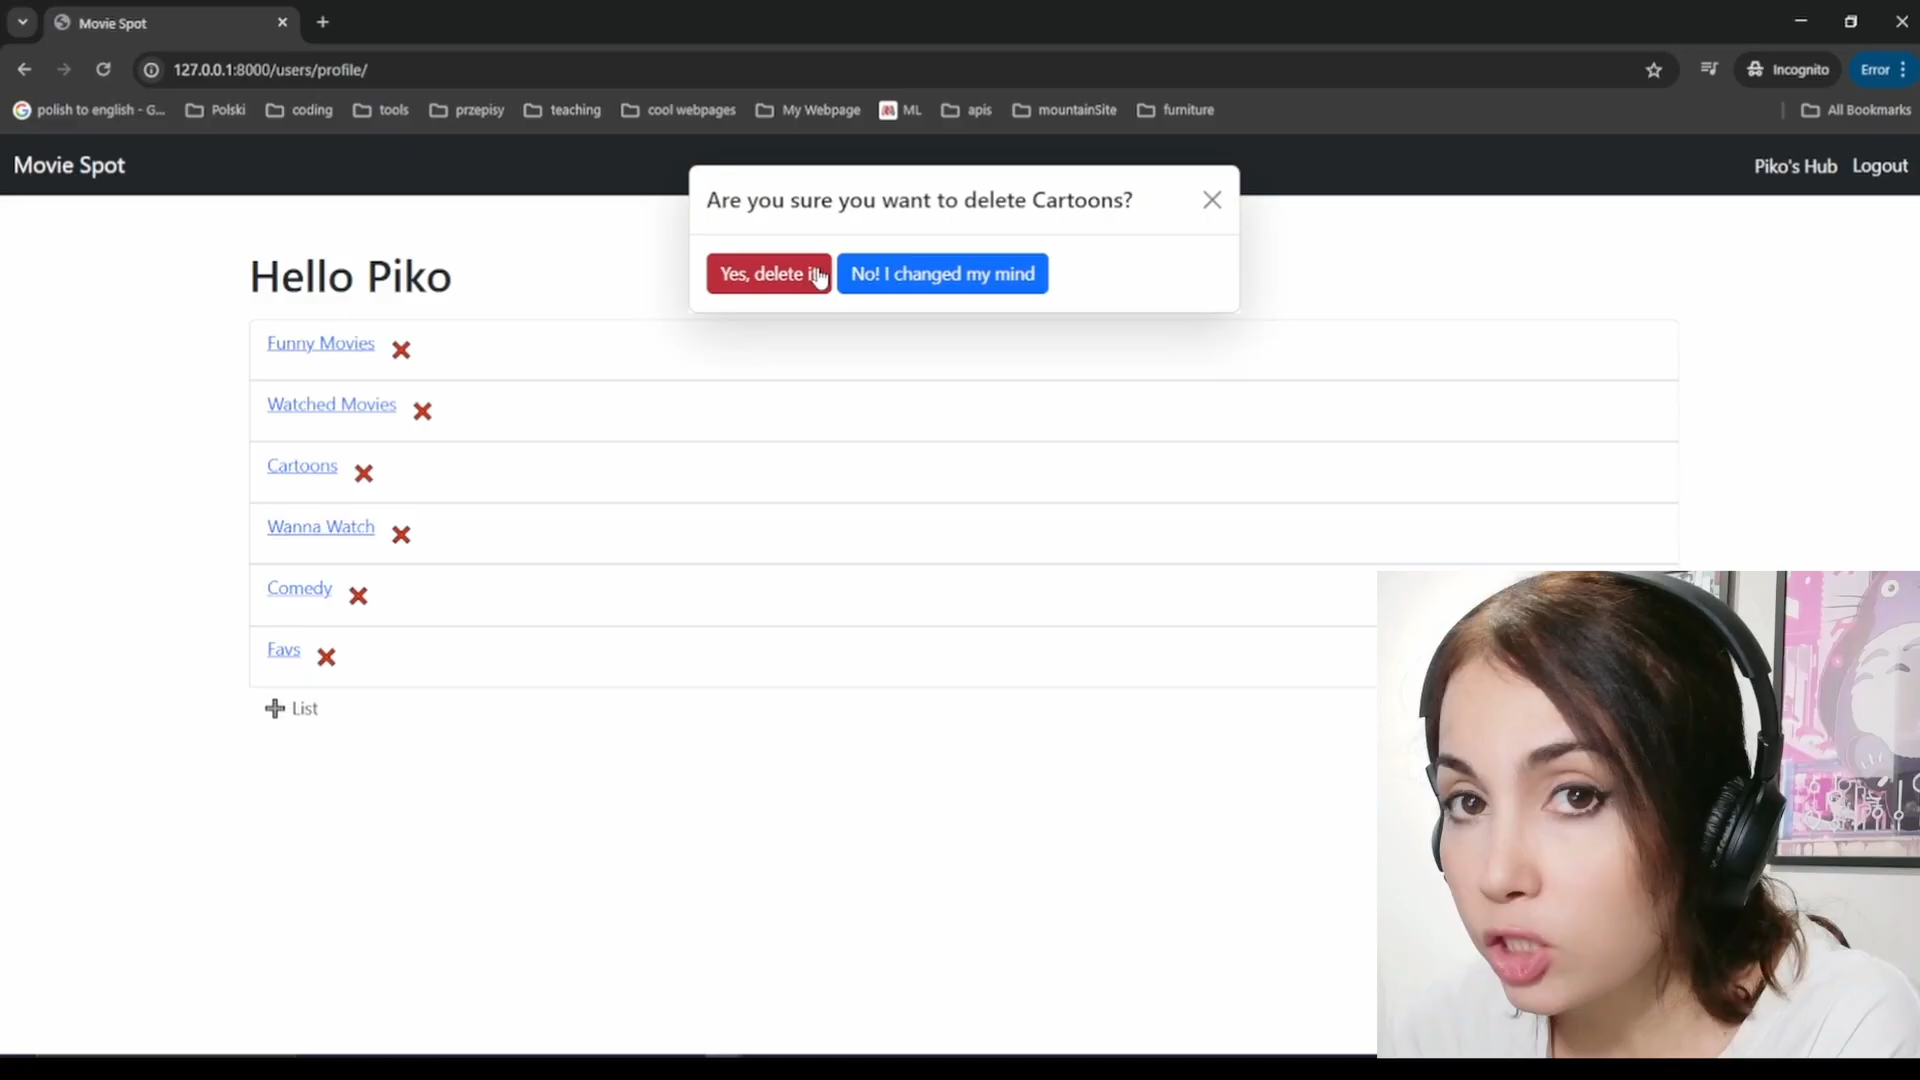 Movie Spot
127.0.0.1:8000/users/profile/
Incognito
Error
polish to english - G...
Polski
coding
tools
przepisy
teaching
cool webpages
My Webpage
ML
apis
mountainSite
furniture
All Bookmarks
Movie Spot
Piko's Hub
Logout
Are you sure you want to delete Cartoons?
Yes, delete it
No! I changed my mind
Hello Piko
Funny Movies
Watched Movies
Cartoons
Wanna Watch
Comedy
Favs
List